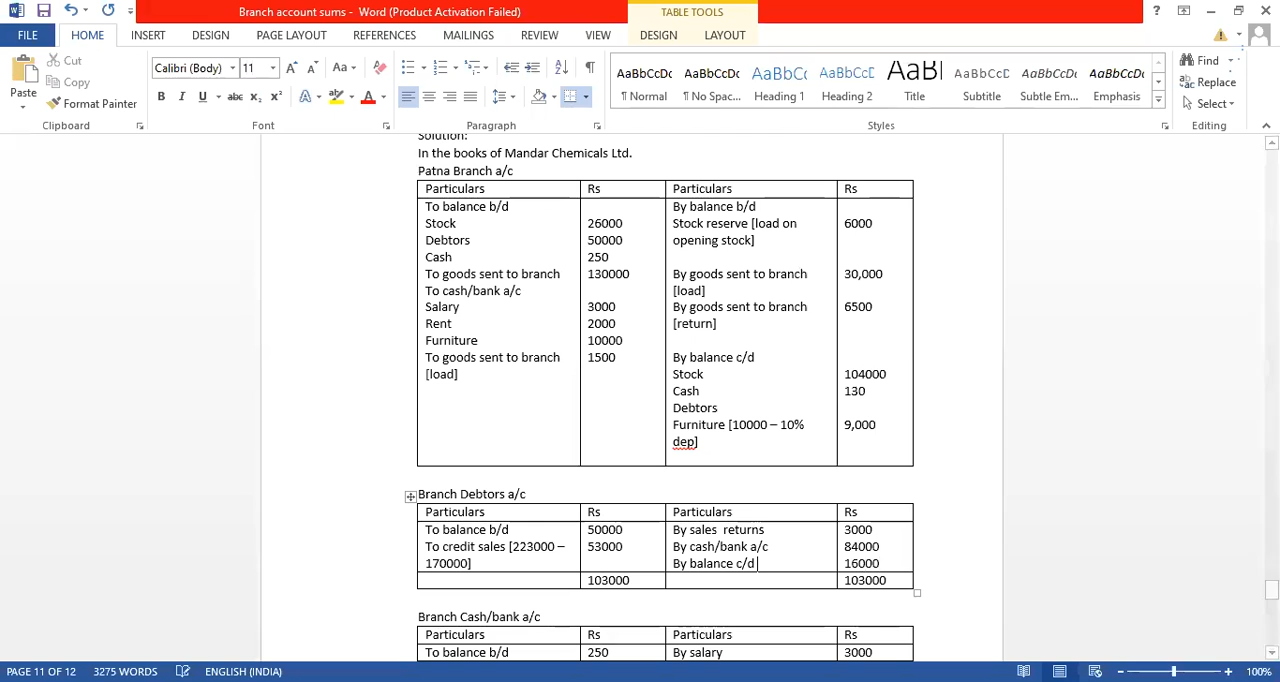 Branch account sums - Word (Product Activation Failed)
TABLE TOOLS
FILE
HOME
INSERT
DESIGN
PAGE LAYOUT
REFERENCES
MAILINGS
REVIEW
VIEW
DESIGN
LAYOUT
Paste
Cut
Copy
Format Painter
Clipboard
Calibri (Body)
11
Font
Paragraph
AaBbCcDc
¶ Normal
AaBbCcDc
¶ No Spac...
AaBbCc
Heading 1
AaBbCcC
Heading 2
AaBl
Title
AaBbCcC
Subtitle
AaBbCcDc
Subtle Em...
AaBbCcDc
Emphasis
Styles
Find
Replace
Select
Editing
Solution:
In the books of Mandar Chemicals Ltd.
Patna Branch a/c
Particulars Rs Particulars Rs
To balance b/d By balance b/d
Stock 26000 Stock reserve [load on 6000
Debtors 50000 opening stock]
Cash 250
To goods sent to branch 130000 By goods sent to branch 30,000
To cash/bank a/c [load]
Salary 3000 By goods sent to branch 6500
Rent 2000 [return]
Furniture 10000
To goods sent to branch 1500 By balance c/d
[load] Stock 104000
Cash 130
Debtors
Furniture [10000 – 10% 9,000
dep]
Branch Debtors a/c
Particulars Rs Particulars Rs
To balance b/d 50000 By sales returns 3000
To credit sales [223000 – 53000 By cash/bank a/c 84000
170000] By balance c/d 16000
103000 103000
Branch Cash/bank a/c
Particulars Rs Particulars Rs
To balance b/d 250 By salary 3000
PAGE 11 OF 12
3275 WORDS
ENGLISH (INDIA)
100%